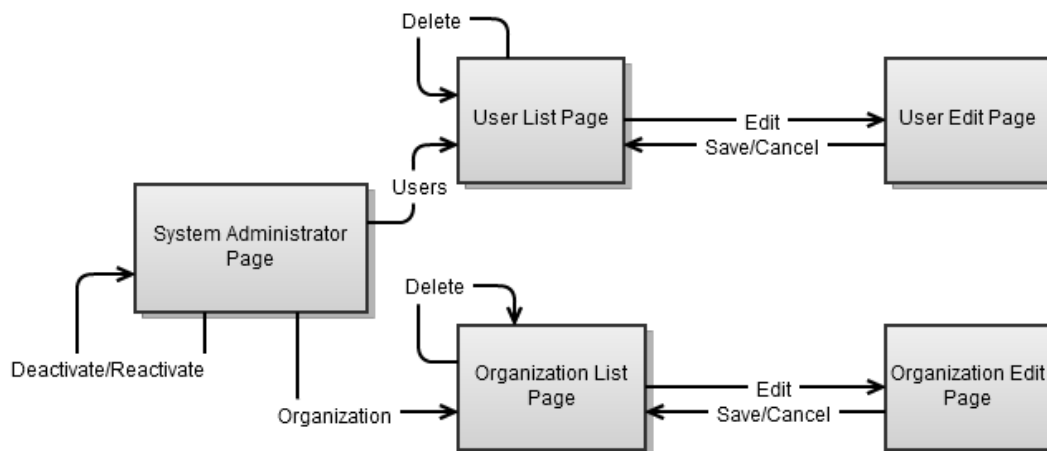 Delete
User List Page
Edit
Save/Cancel
User Edit Page
Users
System Administrator
Page
Deactivate/Reactivate
Organization
Delete
Organization List
Page
Edit
Save/Cancel
Organization Edit
Page